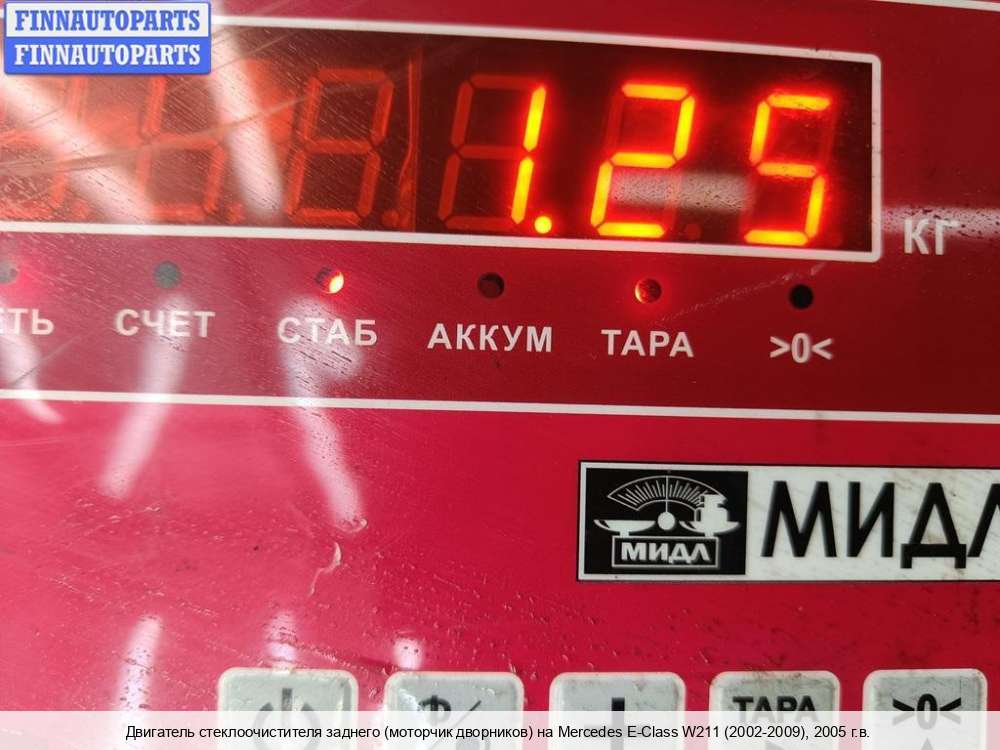 FINNAUTOPARTS
FINNAUTOPARTS
1.25
КГ
СЧЕТ СТАБ АККУМ ТАРА >0<
МИДЛ
МИДЛ
ТАРА >0<
Двигатель стеклоочистителя заднего (моторчик дворников) на Mercedes E-Class W211 (2002-2009), 2005 г.в.